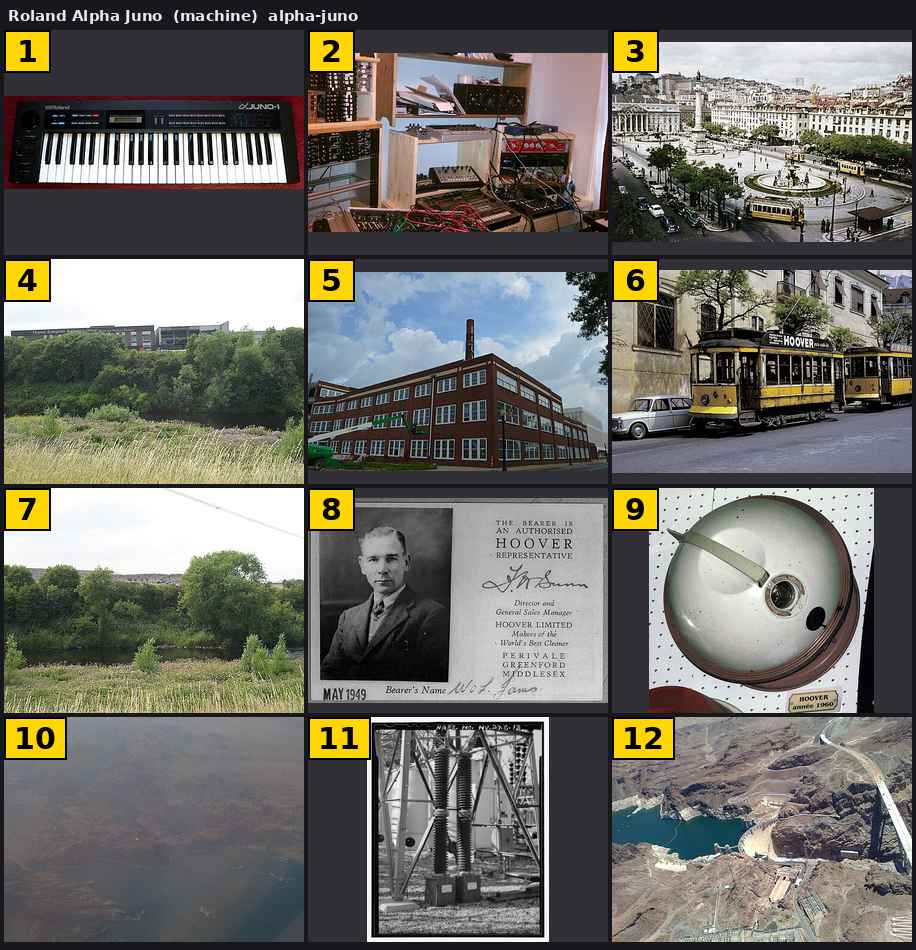 Roland Alpha Juno (machine) alpha-juno
1
2
3
Roland
αJUNO-1
4
5
6
HOOVER
7
8
THE BEARER IS
AN AUTHORISED
HOOVER
REPRESENTATIVE
Director and
General Sales Manager
HOOVER LIMITED
Makers of the
World's Best Cleaner
PERIVALE
GREENFORD
MIDDLESEX
MAY 1949
Bearer's Name
9
HOOVER
année 1960
10
11
12